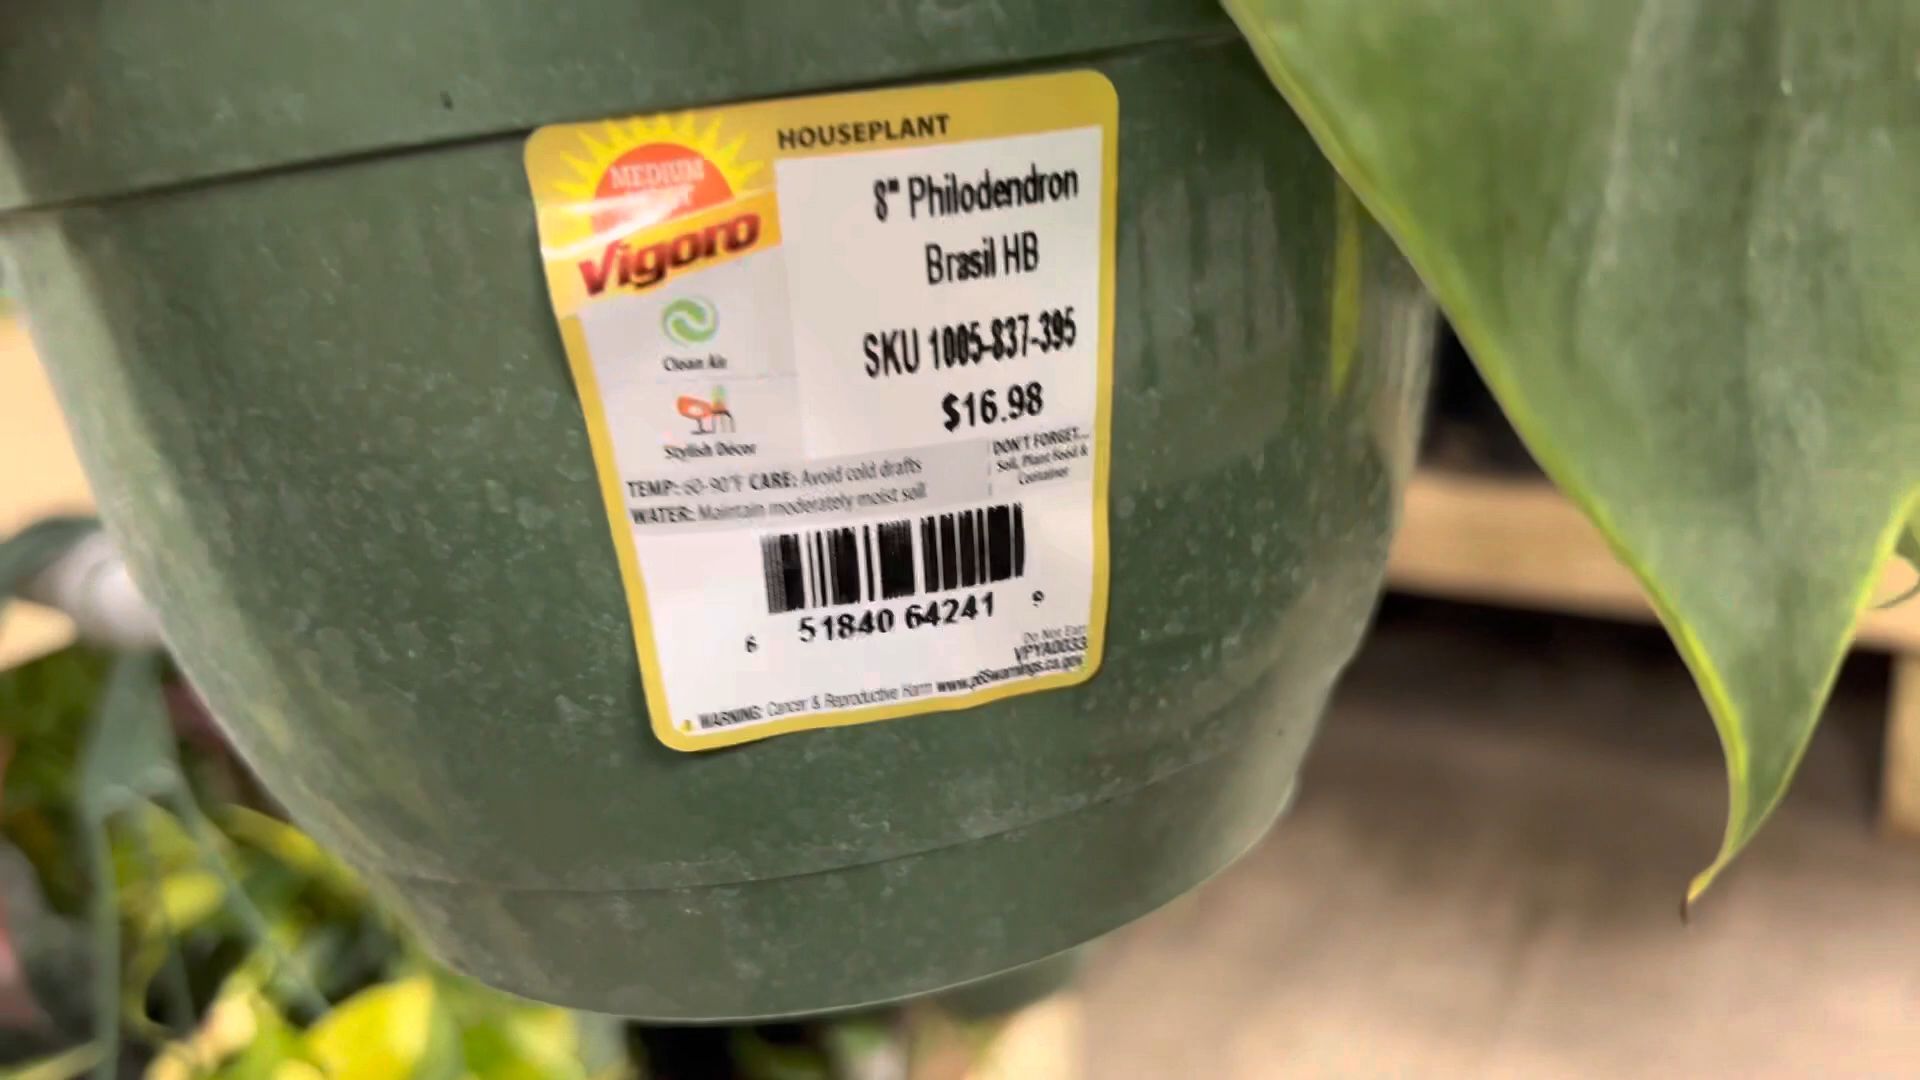 HOUSEPLANT
MEDIUM
Vigoro
8" Philodendron
Brasil HB
SKU 1005-837-395
$16.98
Clean Air
Stylish Décor
DON'T FORGET...
Soil, Plant Food &
Container
TEMP: 60-90°F CARE: Avoid cold drafts
WATER: Maintain moderately moist soil
6 51840 64241 9
Do Not Eat!
VPYA0033
WARNING: Cancer & Reproductive Harm www.p65warnings.ca.gov